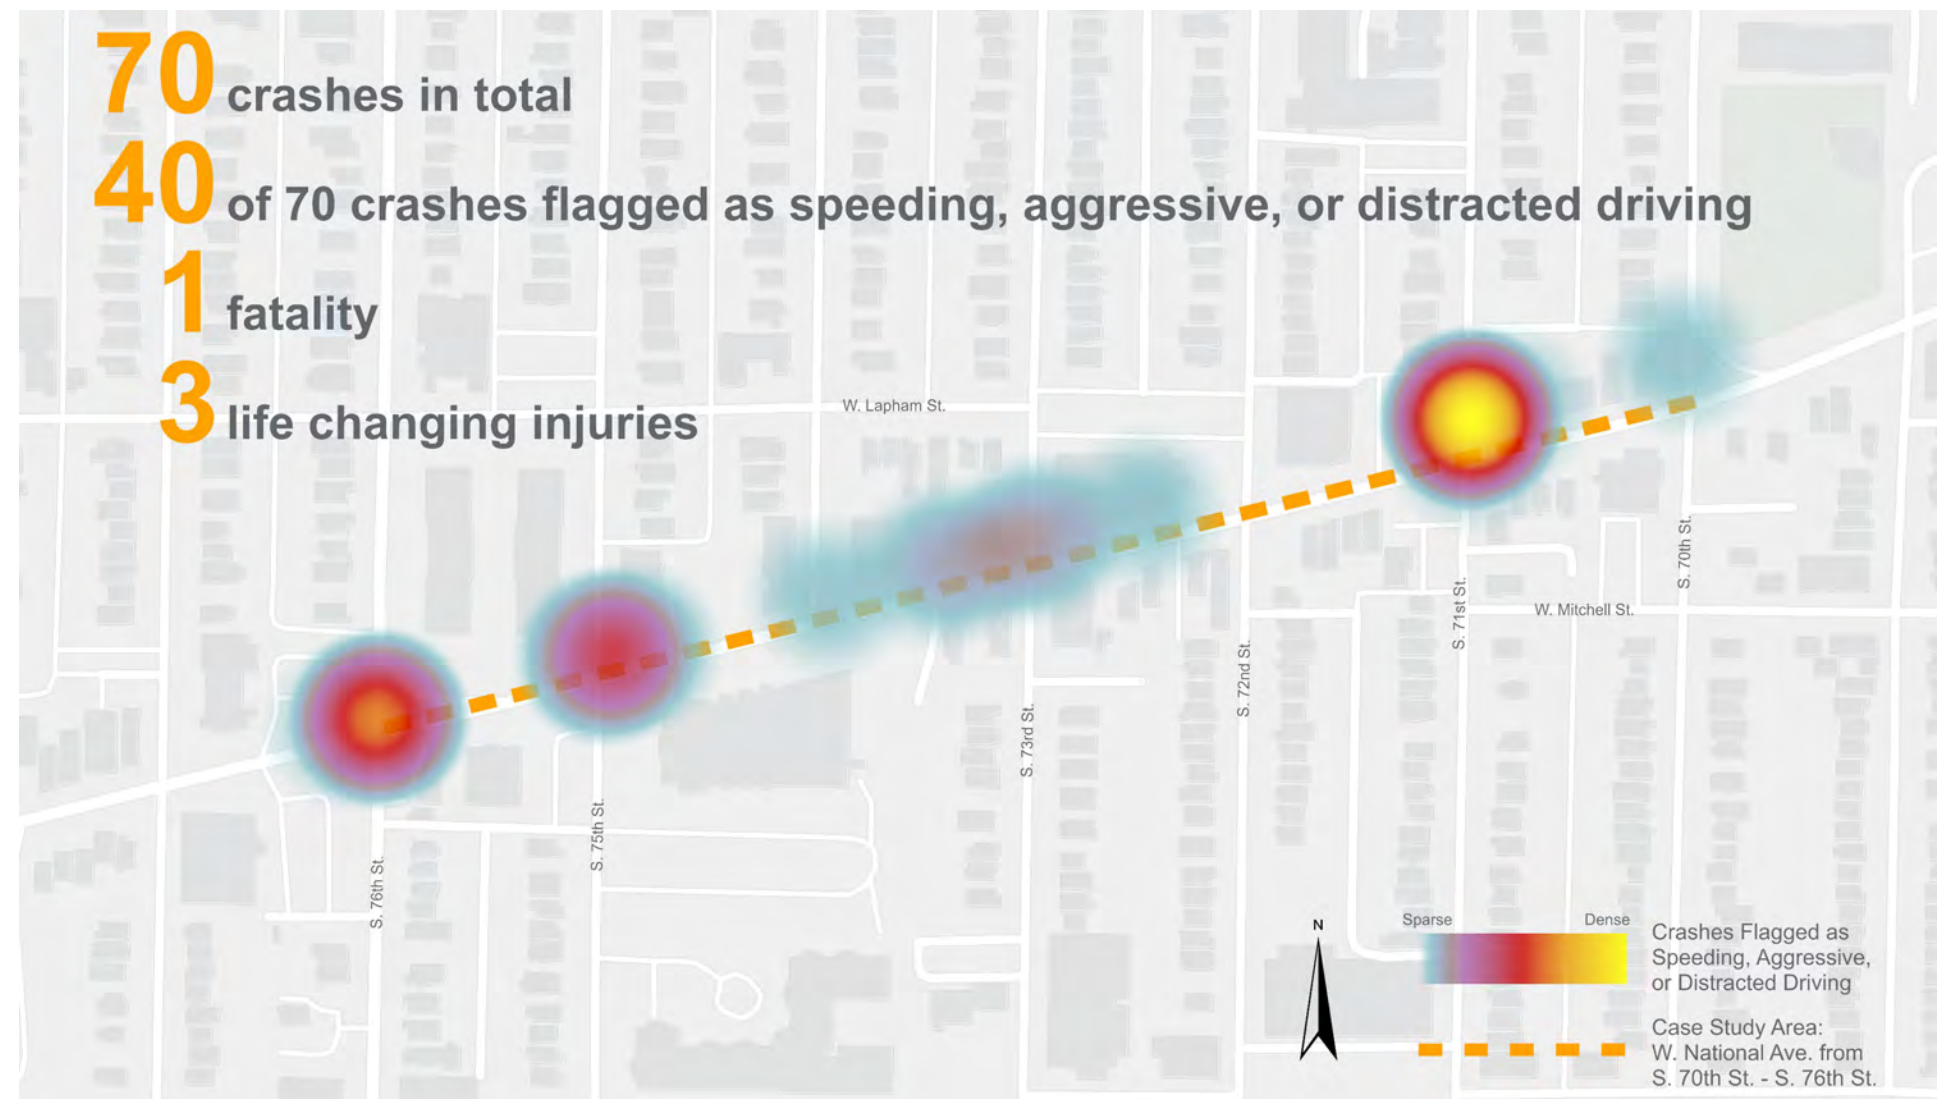 70 crashes in total
40 of 70 crashes flagged as speeding, aggressive, or distracted driving
1 fatality
3 life changing injuries
W. Lapham St.
S. 70th St.
S. 71st St.
W. Mitchell St.
S. 72nd St.
S. 73rd St.
S. 75th St.
S. 76th St.
N
Sparse
Dense
Crashes Flagged as
Speeding, Aggressive,
or Distracted Driving
Case Study Area:
W. National Ave. from
S. 70th St. - S. 76th St.